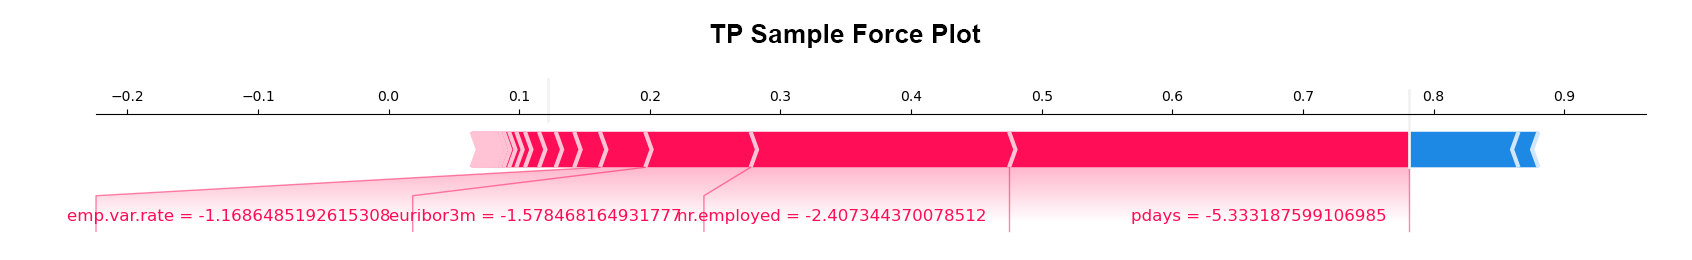 TP Sample Force Plot
−0.2 −0.1 0.0 0.1 0.2 0.3 0.4 0.5 0.6 0.7 0.8 0.9
emp.var.rate = -1.1686485192615308 euribor3m = -1.578468164931777 nr.employed = -2.407344370078512 pdays = -5.333187599106985